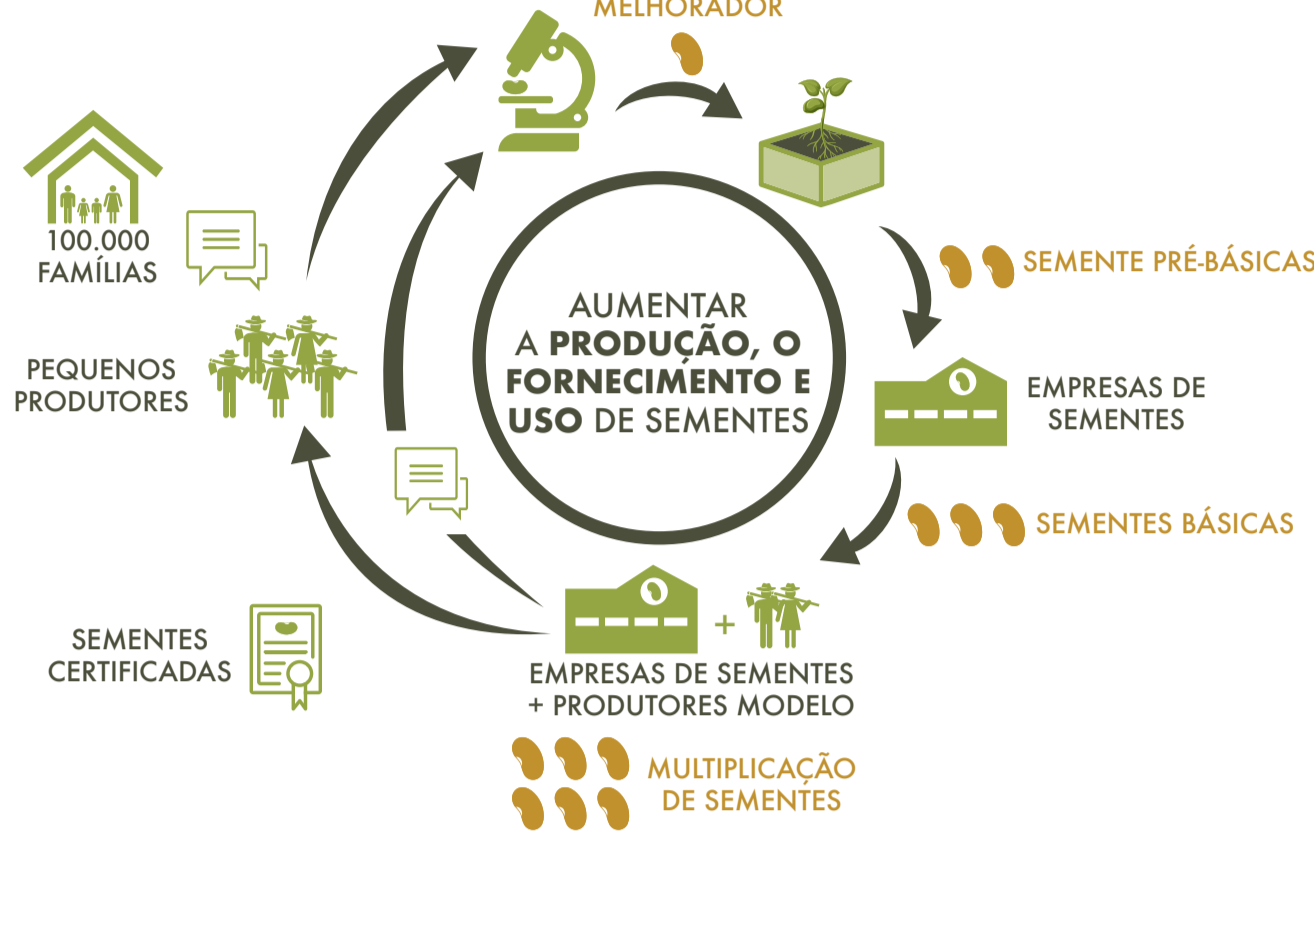 MELHORADOR
100.000
FAMÍLIAS
SEMENTE PRÉ-BÁSICAS
AUMENTAR
A PRODUÇÃO, O
FORNECIMENTO E
USO DE SEMENTES
PEQUENOS
PRODUTORES
EMPRESAS DE
SEMENTES
SEMENTES BÁSICAS
SEMENTES
CERTIFICADAS
+
EMPRESAS DE SEMENTES
+ PRODUTORES MODELO
MULTIPLICAÇÃO
DE SEMENTES